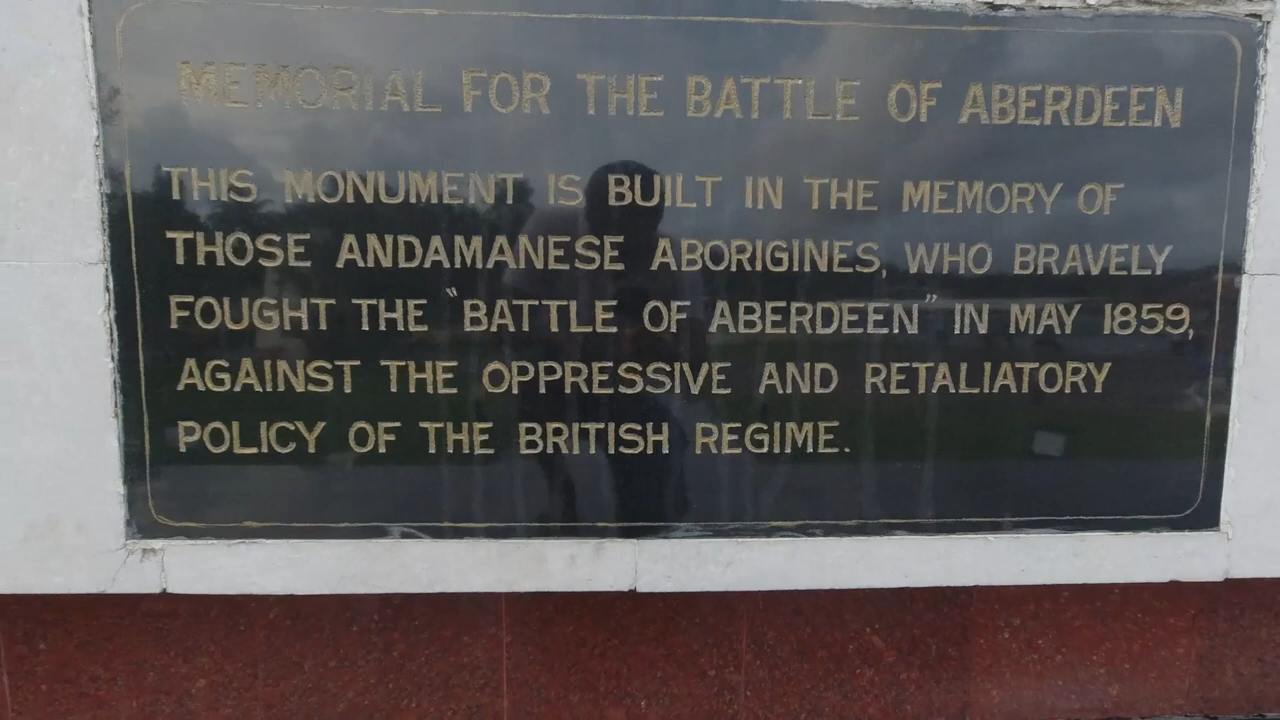 MEMORIAL FOR THE BATTLE OF ABERDEEN
THIS MONUMENT IS BUILT IN THE MEMORY OF
THOSE ANDAMANESE ABORIGINES, WHO BRAVELY
FOUGHT THE "BATTLE OF ABERDEEN" IN MAY 1859,
AGAINST THE OPPRESSIVE AND RETALIATORY
POLICY OF THE BRITISH REGIME.